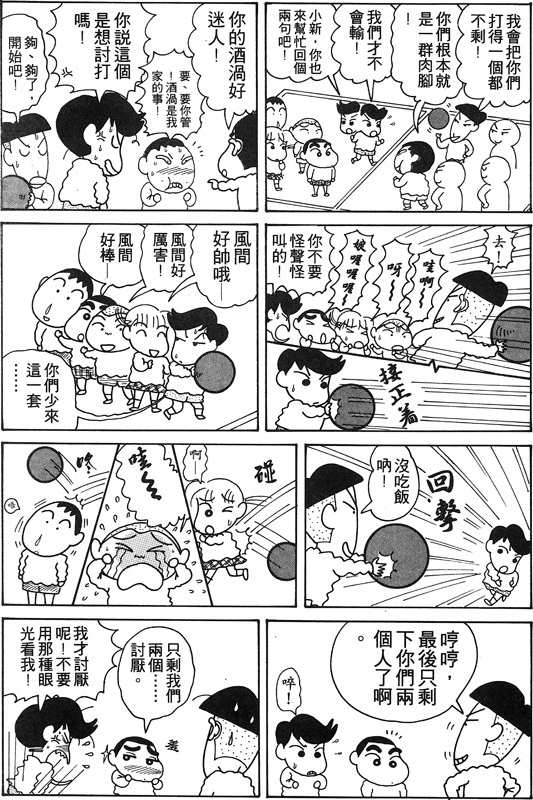 我會把你們
打得一個都
不剩！
你們根本就
是一群肉腳
我們才不
會輸！
小新，你也
來幫忙回個
兩句吧！
你的酒渦好
迷人！
要、要你管
！酒渦是我
家的事！
你說這個
是想討打
嗎！
夠、夠了，
開始吧！
去！
哇啊～
呀～
娘喔喔喔～
你不要
怪聲怪
叫的！
接正着
風間
好帥哦—
風間好
厲害！
風間
好棒—
你們少來
這一套
……
回擊
沒吃飯
吶！
碰
啊—
哇～
咚
哼哼，
最後只剩
下你們兩
個人了啊
。
啐！
只剩我們
兩個……
討厭。
羞
我才討厭
呢！不要
用那種眼
光看我！